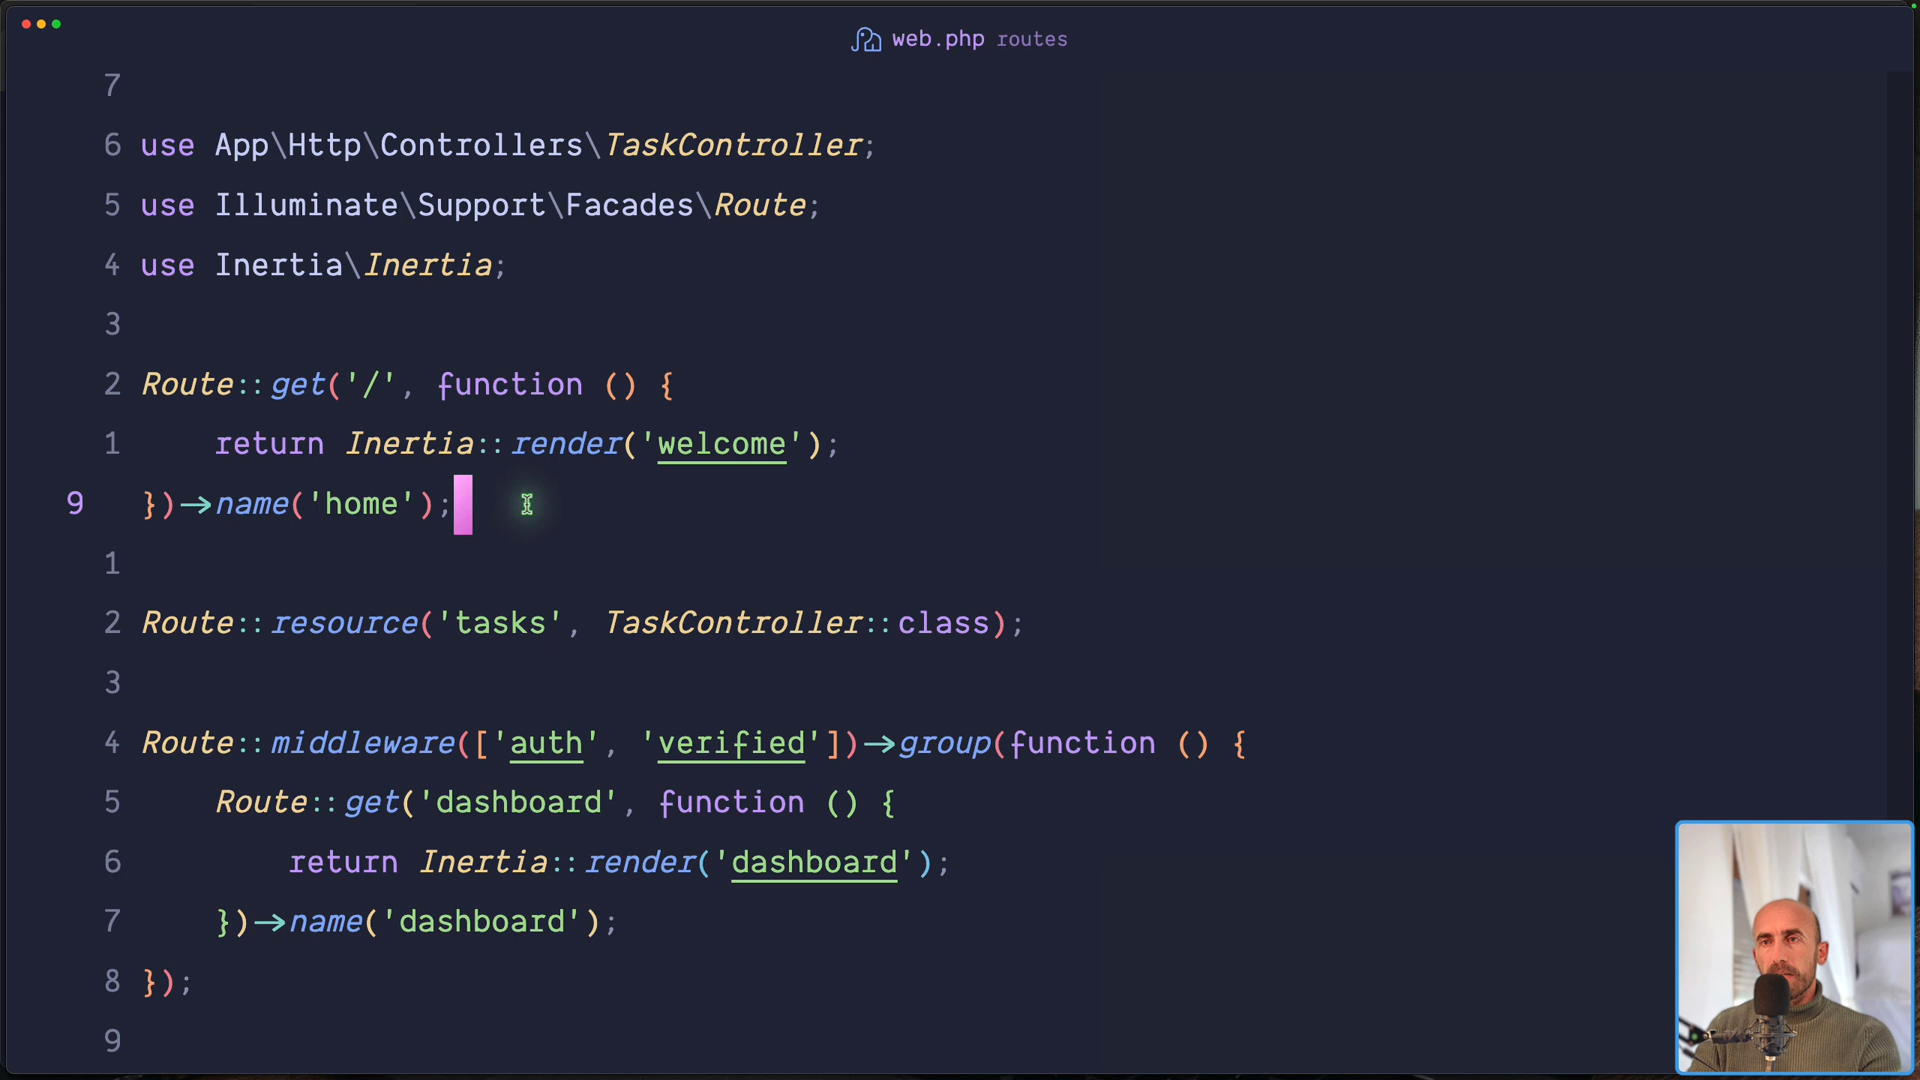 web.php routes
7
6 use App\Http\Controllers\TaskController;
5 use Illuminate\Support\Facades\Route;
4 use Inertia\Inertia;
3
2 Route::get('/', function () {
1     return Inertia::render('welcome');
9 })->name('home');
1
2 Route::resource('tasks', TaskController::class);
3
4 Route::middleware(['auth', 'verified'])->group(function () {
5     Route::get('dashboard', function () {
6         return Inertia::render('dashboard');
7     })->name('dashboard');
8 });
9